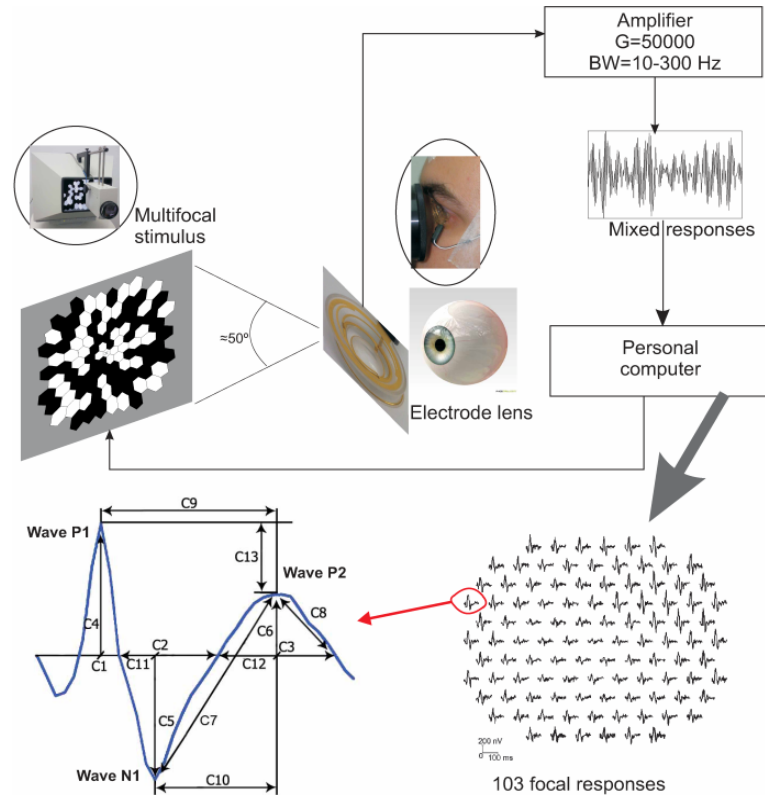 Amplifier
G=50000
BW=10-300 Hz
Multifocal
stimulus
Mixed responses
≈50º
Personal
computer
Electrode lens
C9
Wave P1
C13
Wave P2
C4
C8
C6
C2
C3
C1
C11
C12
C5
C7
Wave N1
C10
200 nV
0
100 ms
103 focal responses